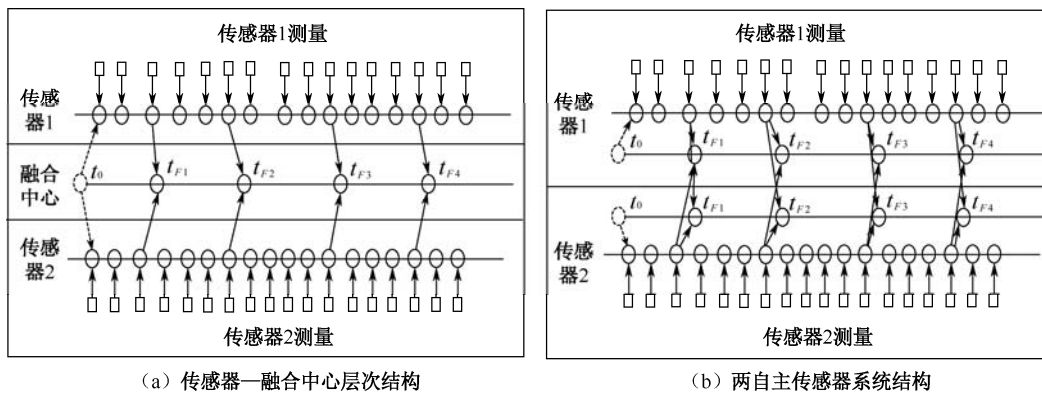 传感器1测量
传感
器1
t0
tF1
tF2
tF3
tF4
融合
中心
传感
器2
传感器2测量
(a) 传感器—融合中心层次结构
传感器1测量
传感
器1
t0
tF1
tF2
tF3
tF4
t0
tF1
tF2
tF3
tF4
传感
器2
传感器2测量
(b) 两自主传感器系统结构